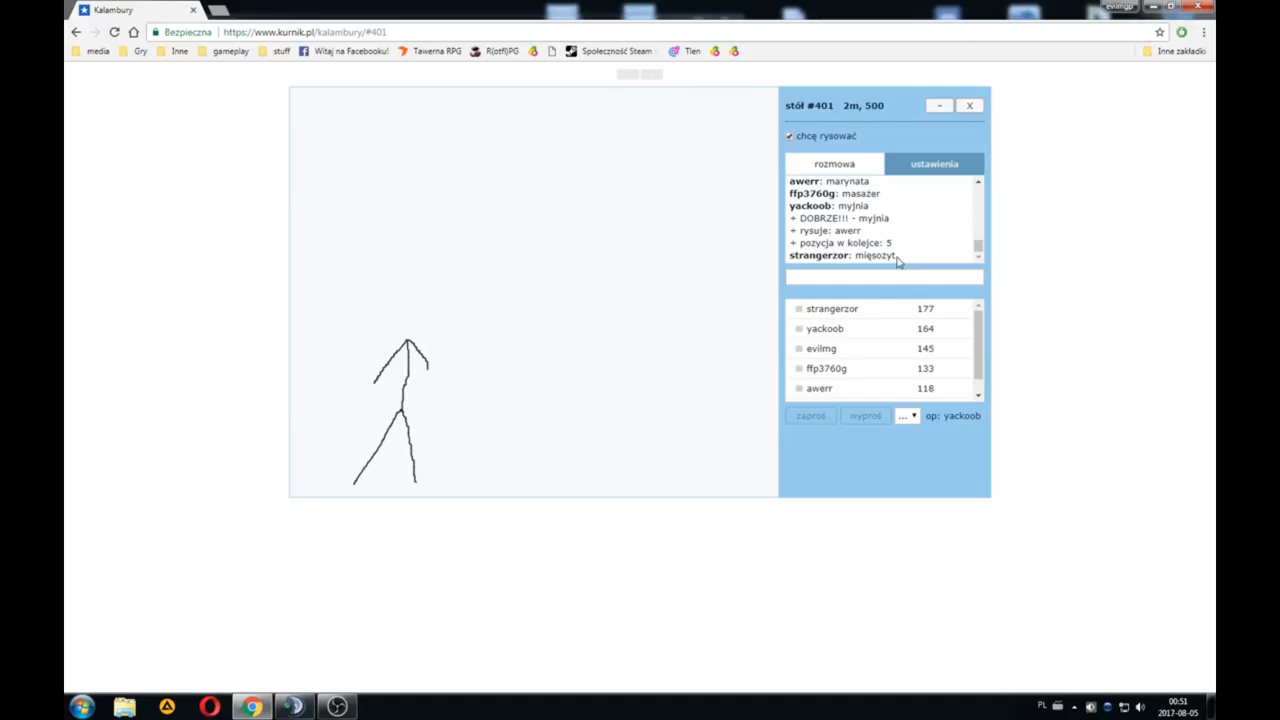 Kalambury
evilmgp
Bezpieczna
https://www.kurnik.pl/kalambury/#401
media
Gry
Inne
gameplay
stuff
Witaj na Facebooku!
Tawerna RPG
R(otfl)PG
Społeczność Steam
Tlen
Inne zakładki
stół #401 2m, 500
–
X
chcę rysować
rozmowa
ustawienia
awerr: marynata
ffp3760g: masażer
yackoob: myjnia
+ DOBRZE!!! - myjnia
+ rysuje: awerr
+ pozycja w kolejce: 5
strangerzor: mięsożyt
strangerzor 177
yackoob 164
evilmg 145
ffp3760g 133
awerr 118
zaproś
wyproś
...
op: yackoob
PL
00:51
2017-08-05